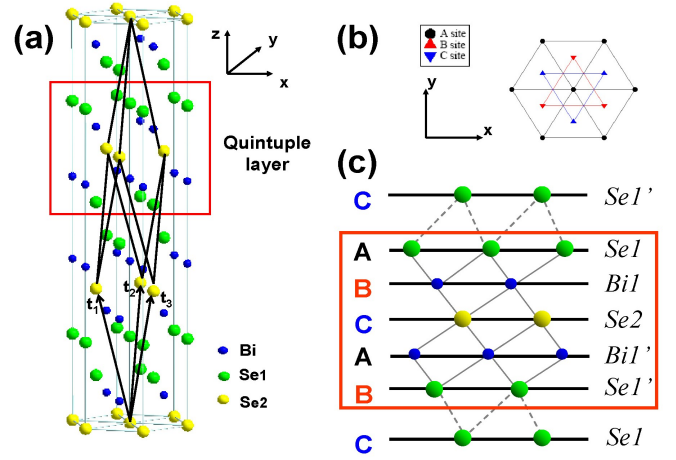 (a)
z
y
x
Quintuple
layer
t1
t2
t3
Bi
Se1
Se2
(b)
A site
B site
C site
y
x
(c)
C Se1’
A Se1
B Bi1
C Se2
A Bi1’
B Se1’
C Se1